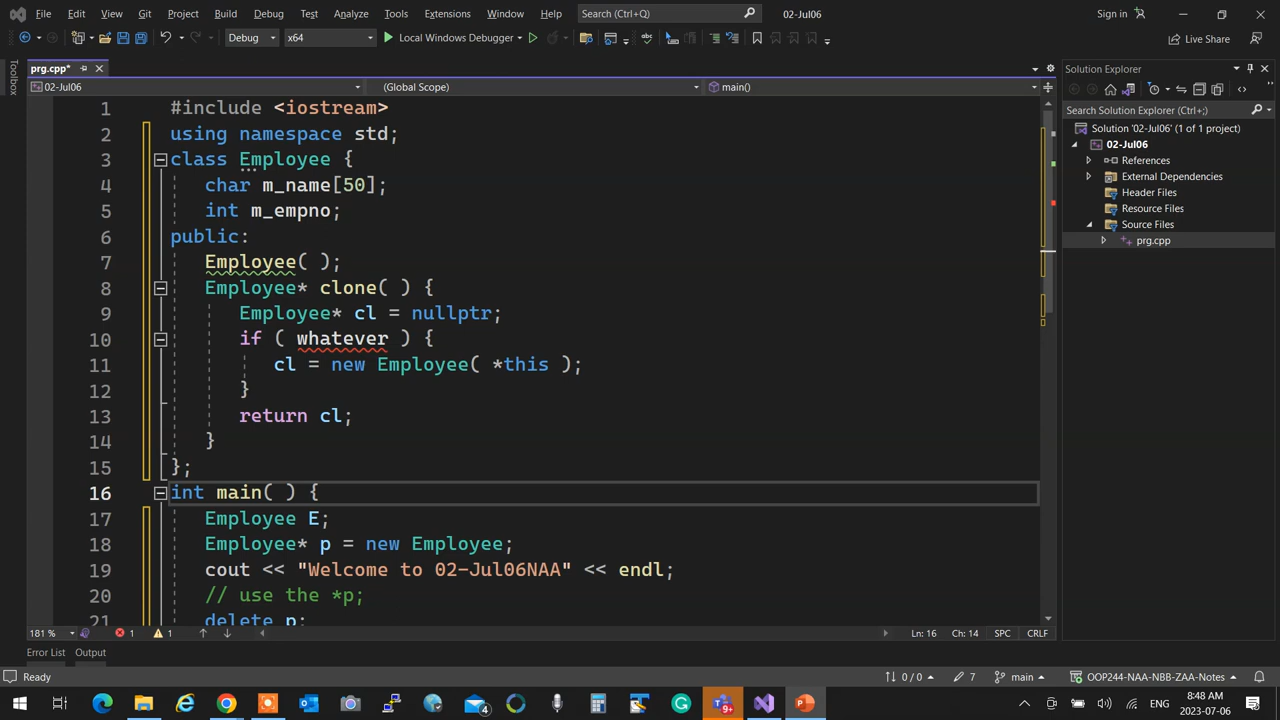 File Edit View Git Project Build Debug Test Analyze Tools Extensions Window Help Search (Ctrl+Q) 02-Jul06 Sign in
Debug x64 Local Windows Debugger Live Share
Toolbox
prg.cpp*
02-Jul06 (Global Scope) main()
1 #include <iostream>
2 using namespace std;
3 class Employee {
4 char m_name[50];
5 int m_empno;
6 public:
7 Employee( );
8 Employee* clone( ) {
9 Employee* cl = nullptr;
10 if ( whatever ) {
11 cl = new Employee( *this );
12 }
13 return cl;
14 }
15 };
16 int main( ) {
17 Employee E;
18 Employee* p = new Employee;
19 cout << "Welcome to 02-Jul06NAA" << endl;
20 // use the *p;
21 delete p;
181 % 1 1 Ln: 16 Ch: 14 SPC CRLF
Solution Explorer
Search Solution Explorer (Ctrl+;)
Solution '02-Jul06' (1 of 1 project)
02-Jul06
References
External Dependencies
Header Files
Resource Files
Source Files
prg.cpp
Error List Output
Ready 0 / 0 7 main OOP244-NAA-NBB-ZAA-Notes
4 9+ 8:48 AM
2023-07-06